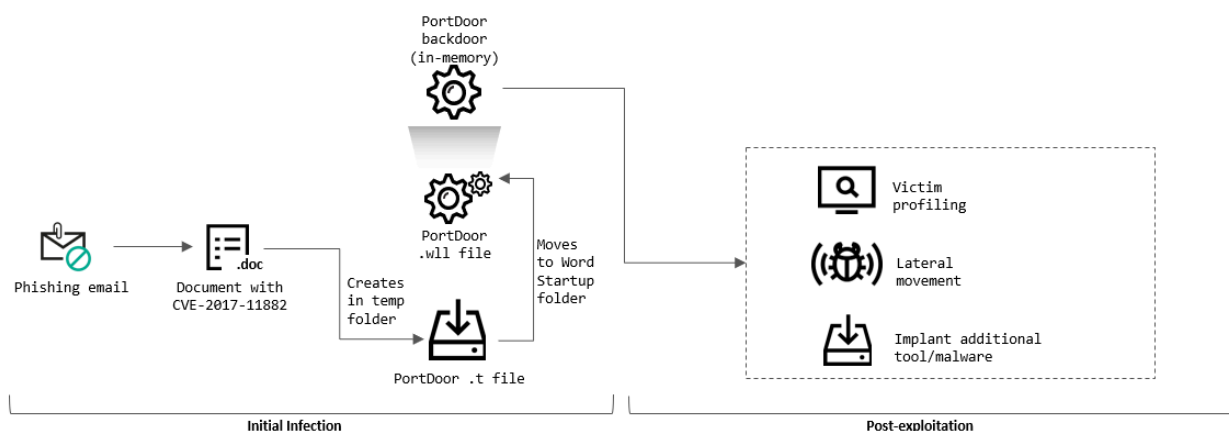 PortDoor
backdoor
(in-memory)
PortDoor
.wll file
Phishing email
.doc
Document with
CVE-2017-11882
Creates
in temp
folder
PortDoor .t file
Moves
to Word
Startup
folder
Victim
profiling
Lateral
movement
Implant additional
tool/malware
Initial Infection
Post-exploitation